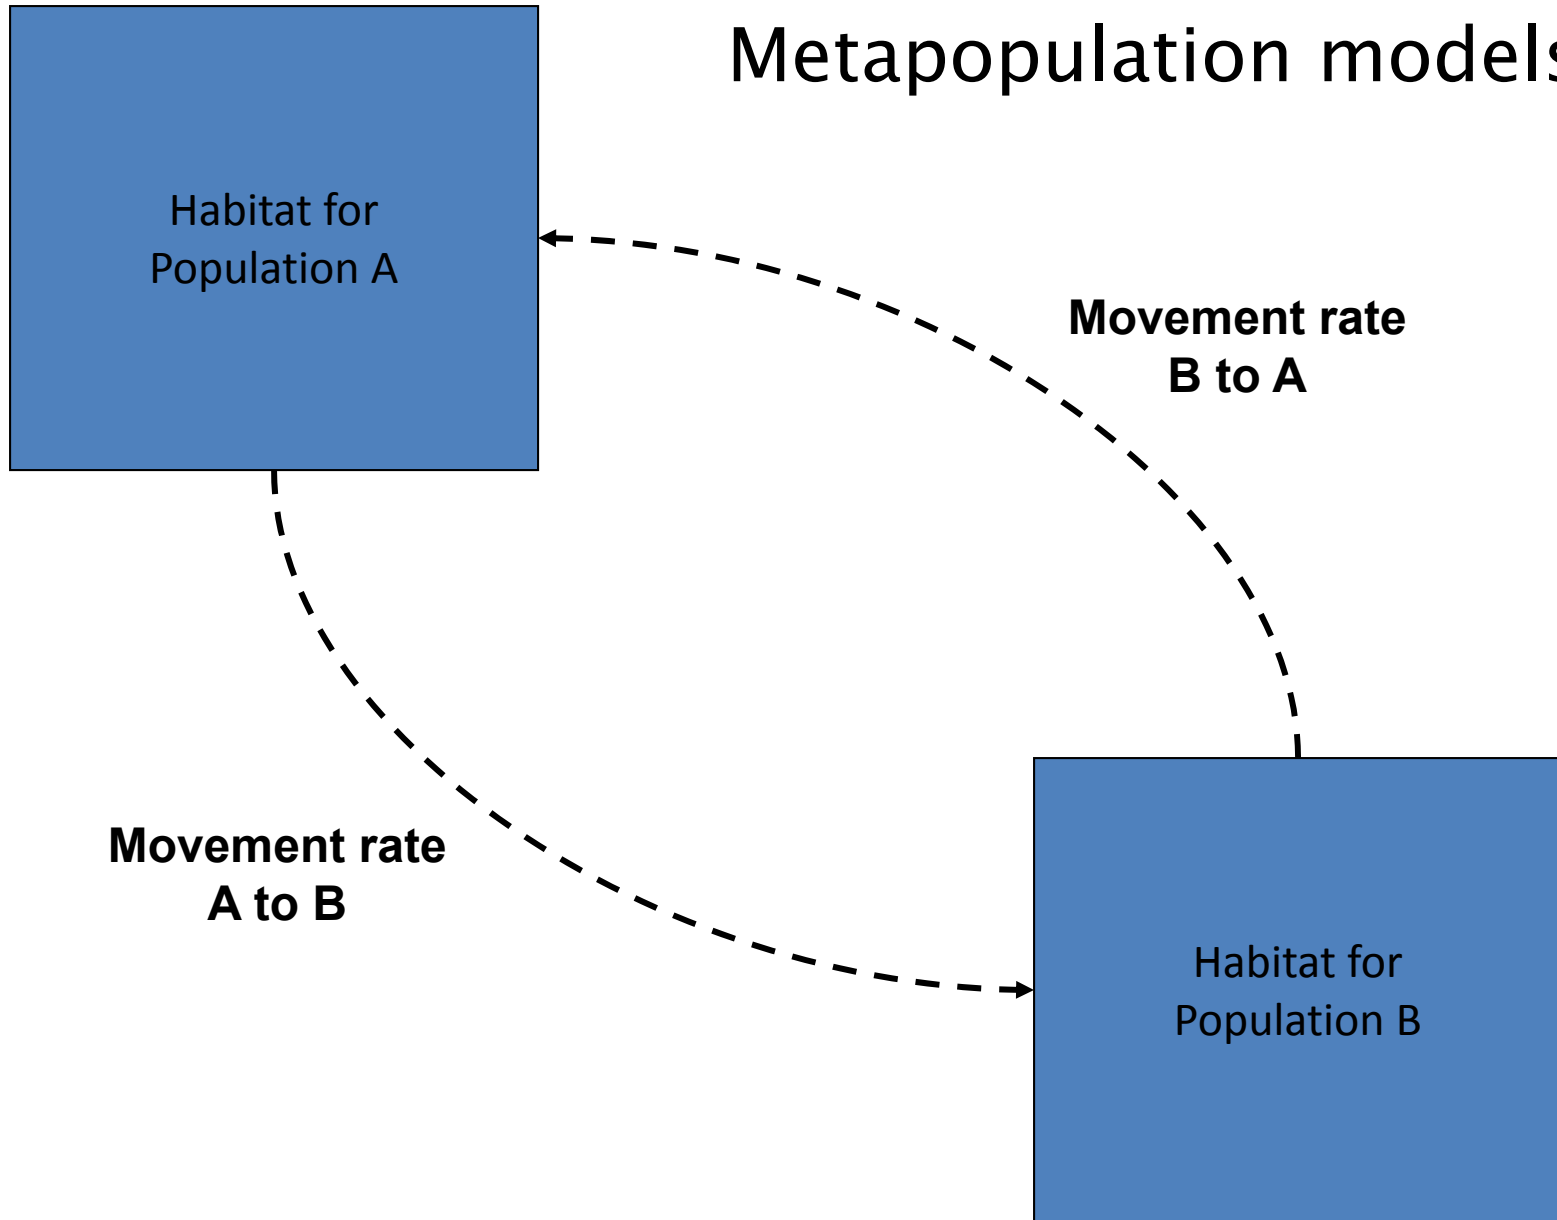 Metapopulation models
Habitat for
Population A
Movement rate
B to A
Movement rate
A to B
Habitat for
Population B